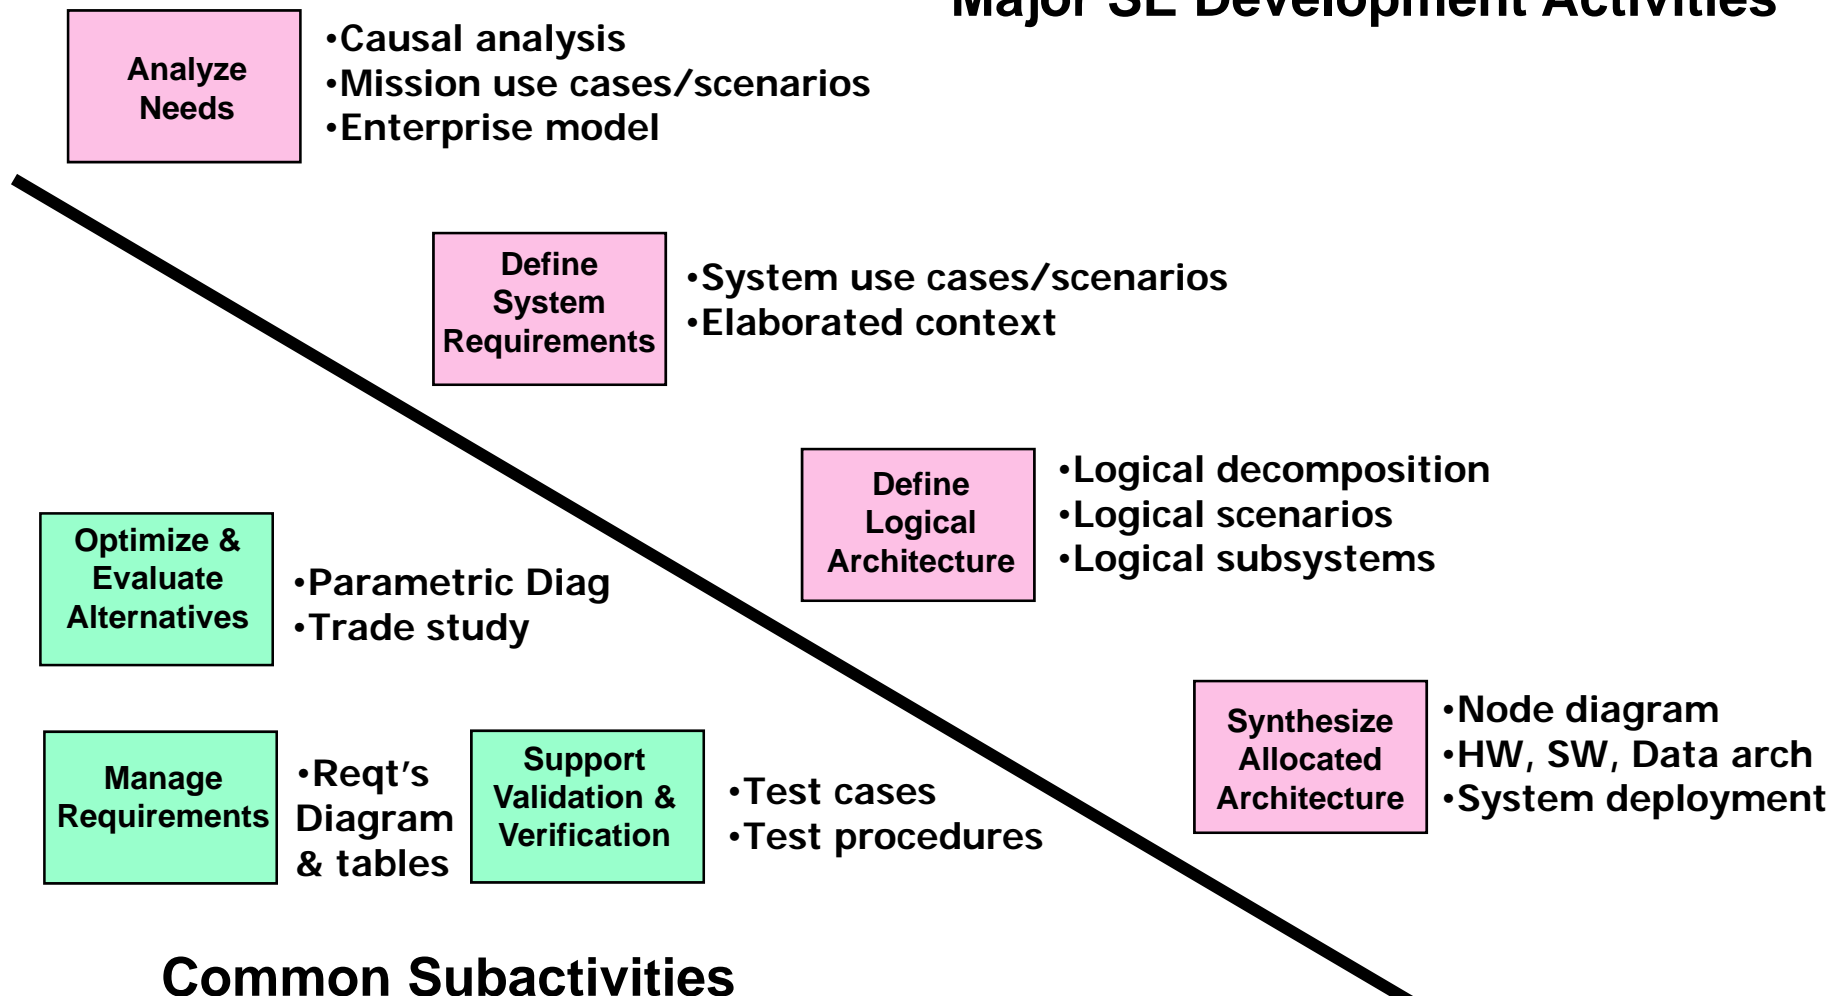 Major SE Development Activities
Analyze
Needs
•Causal analysis
•Mission use cases/scenarios
•Enterprise model
Define
System
Requirements
•System use cases/scenarios
•Elaborated context
Define
Logical
Architecture
•Logical decomposition
•Logical scenarios
•Logical subsystems
Optimize &
Evaluate
Alternatives
•Parametric Diag
•Trade study
Synthesize
Allocated
Architecture
•Node diagram
•HW, SW, Data arch
•System deployment
Manage
Requirements
•Reqt’s
Diagram
& tables
Support
Validation &
Verification
•Test cases
•Test procedures
Common Subactivities